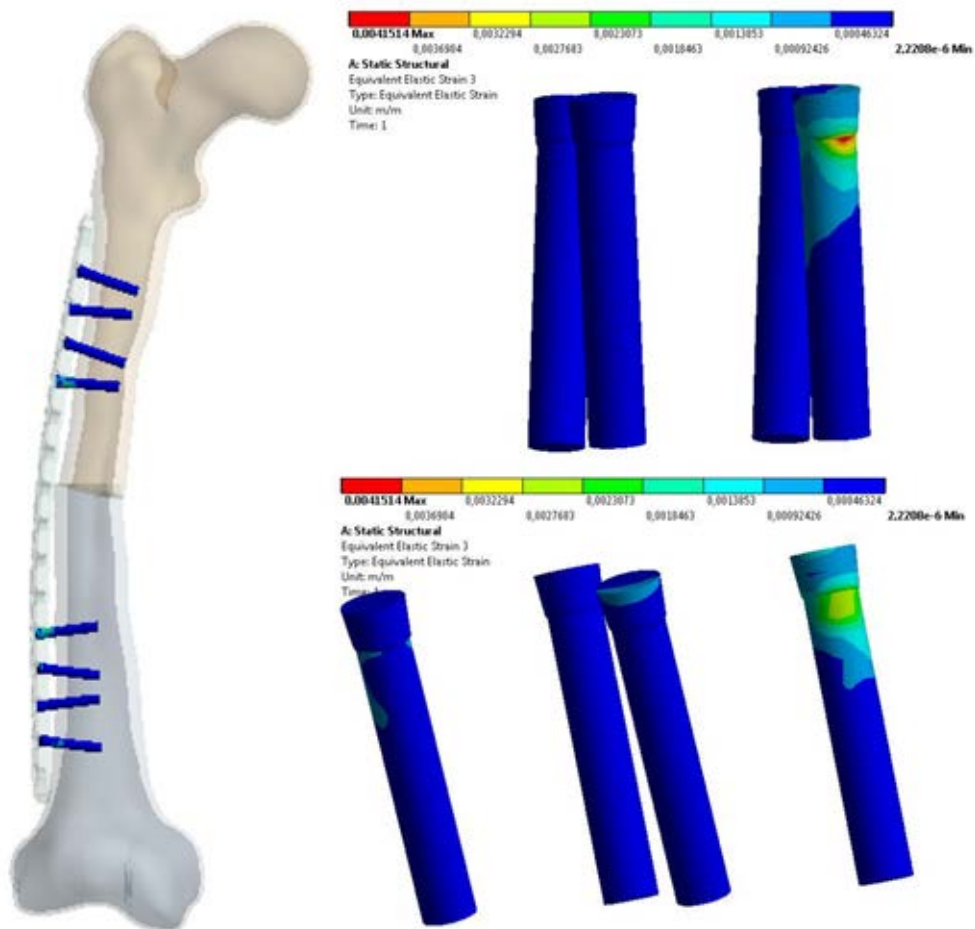 0,0041514 Max 0,0032294 0,0023073 0,0013853 0,00046324
0,0036904 0,0027683 0,0018463 0,00092426 2,2208e-6 Min
A: Static Structural
Equivalent Elastic Strain 3
Type: Equivalent Elastic Strain
Unit: m/m
Time: 1
0,0041514 Max 0,0032294 0,0023073 0,0013853 0,00046324
0,0036904 0,0027683 0,0018463 0,00092426 2,2208e-6 Min
A: Static Structural
Equivalent Elastic Strain 3
Type: Equivalent Elastic Strain
Unit: m/m
Time: